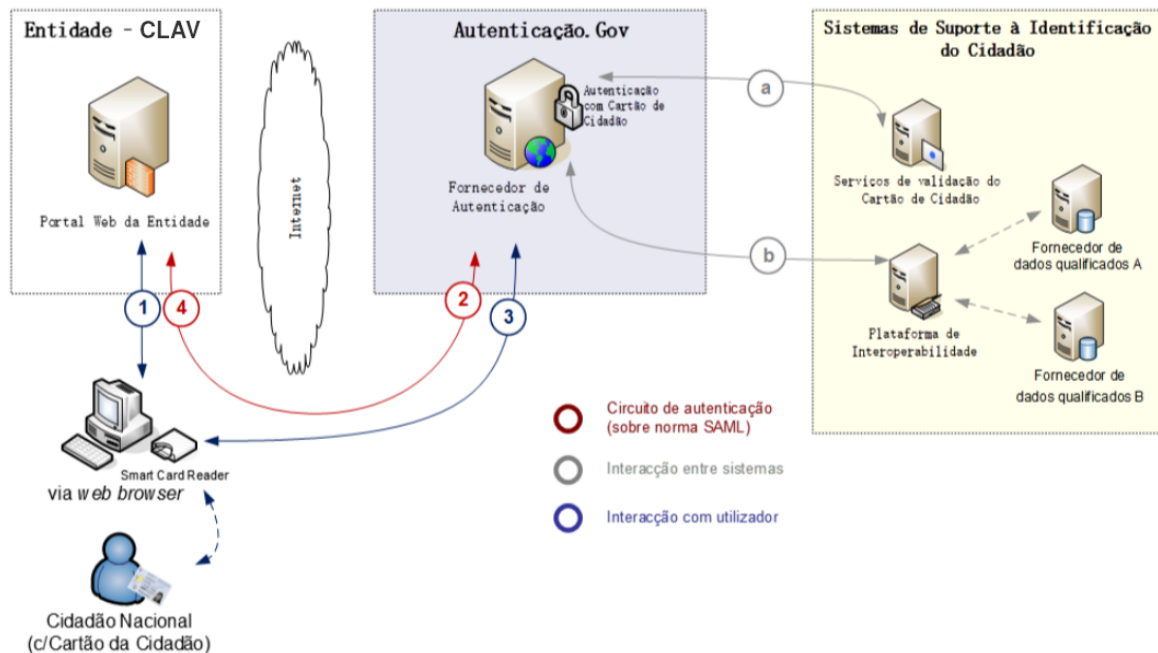 Entidade - CLAV
Portal Web da Entidade
Internet
Autenticação.Gov
Autenticação
com Cartão de
Cidadão
Fornecedor de
Autenticação
Sistemas de Suporte à Identificação
do Cidadão
Serviços de validação do
Cartão de Cidadão
Fornecedor de
dados qualificados A
Plataforma de
Interoperabilidade
Fornecedor de
dados qualificados B
a
b
1
4
2
3
Smart Card Reader
via web browser
Cidadão Nacional
(c/Cartão da Cidadão)
Circuito de autenticação
(sobre norma SAML)
Interacção entre sistemas
Interacção com utilizador